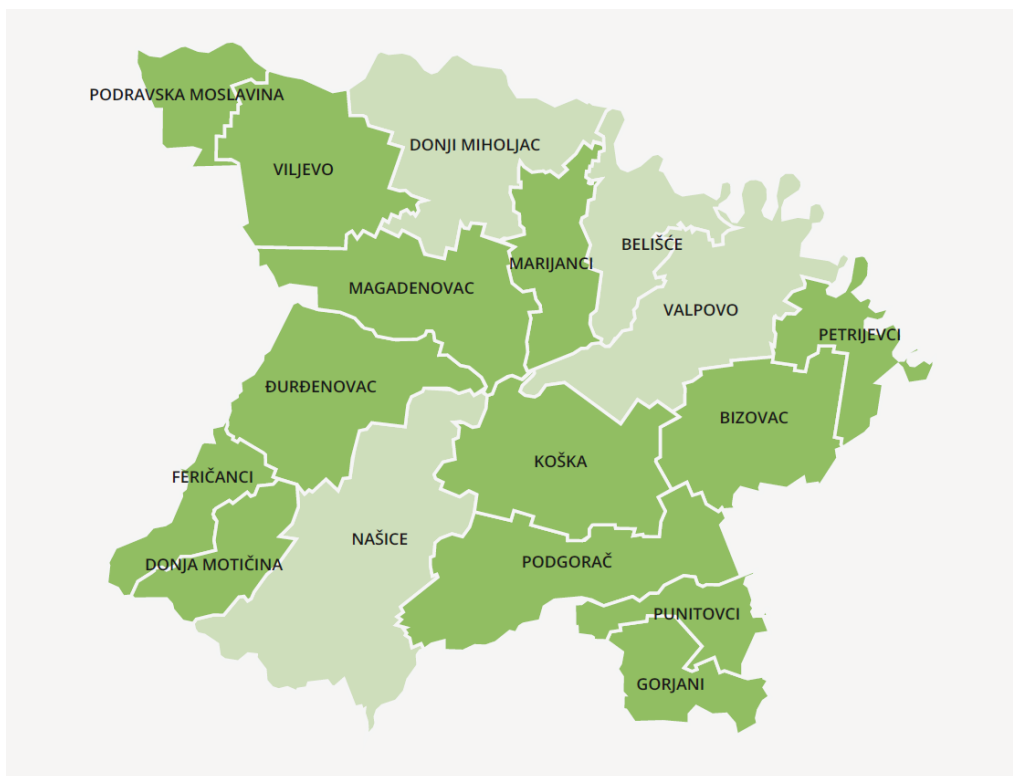 PODRAVSKA MOSLAVINA
DONJI MIHOLJAC
VILJEVO
BELIŠĆE
MARIJANCI
MAGADENOVAC
VALPOVO
PETRIJEVCI
ĐURĐENOVAC
BIZOVAC
KOŠKA
FERIČANCI
NAŠICE
PODGORAČ
DONJA MOTIČINA
PUNITOVCI
GORJANI